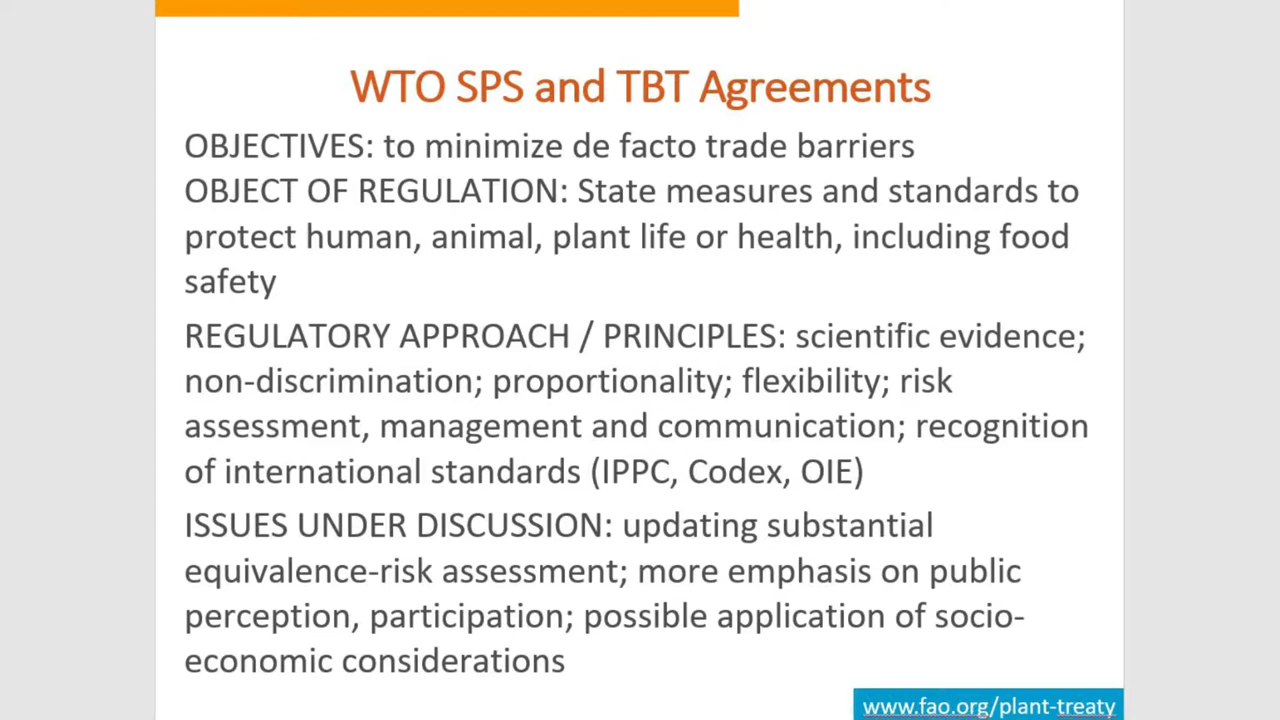 WTO SPS and TBT Agreements
OBJECTIVES: to minimize de facto trade barriers
OBJECT OF REGULATION: State measures and standards to
protect human, animal, plant life or health, including food
safety
REGULATORY APPROACH / PRINCIPLES: scientific evidence;
non-discrimination; proportionality; flexibility; risk
assessment, management and communication; recognition
of international standards (IPPC, Codex, OIE)
ISSUES UNDER DISCUSSION: updating substantial
equivalence-risk assessment; more emphasis on public
perception, participation; possible application of socio-
economic considerations
www.fao.org/plant-treaty